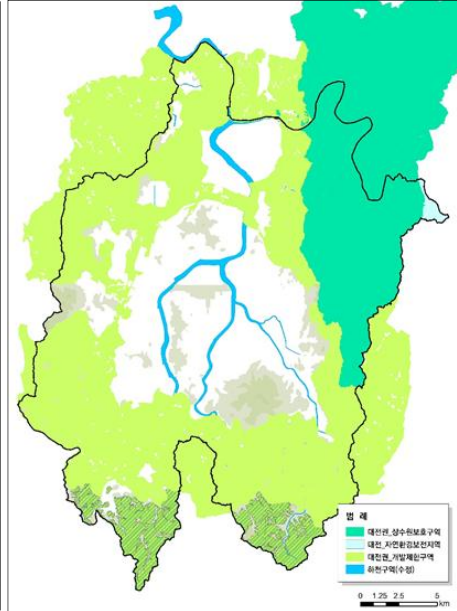 범 례
대전권_상수원보호구역
대전_자연환경보전지역
대전권_개발제한구역
하천구역(수정)
0 1.25 2.5 5
km